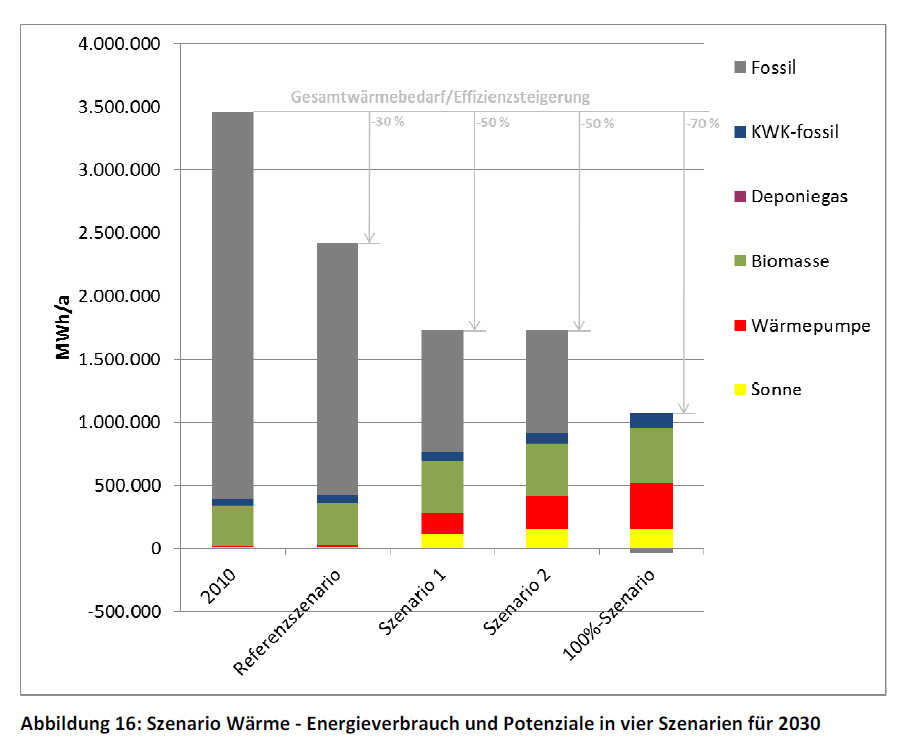 4.000.000
3.500.000
3.000.000
2.500.000
2.000.000
1.500.000
1.000.000
500.000
0
-500.000
MWh/a
Gesamtwärmebedarf/Effizienzsteigerung
-30 %
-50 %
-50 %
-70 %
2010
Referenzszenario
Szenario 1
Szenario 2
100%-Szenario
Fossil
KWK-fossil
Deponiegas
Biomasse
Wärmepumpe
Sonne
Abbildung 16: Szenario Wärme - Energieverbrauch und Potenziale in vier Szenarien für 2030